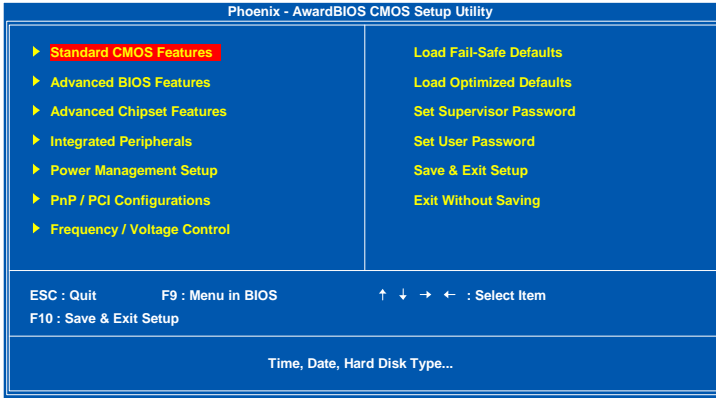 Phoenix - AwardBIOS CMOS Setup Utility
Standard CMOS Features
Advanced BIOS Features
Advanced Chipset Features
Integrated Peripherals
Power Management Setup
PnP / PCI Configurations
Frequency / Voltage Control
Load Fail-Safe Defaults
Load Optimized Defaults
Set Supervisor Password
Set User Password
Save & Exit Setup
Exit Without Saving
ESC : Quit F9 : Menu in BIOS ↑ ↓ → ← : Select Item
F10 : Save & Exit Setup
Time, Date, Hard Disk Type...